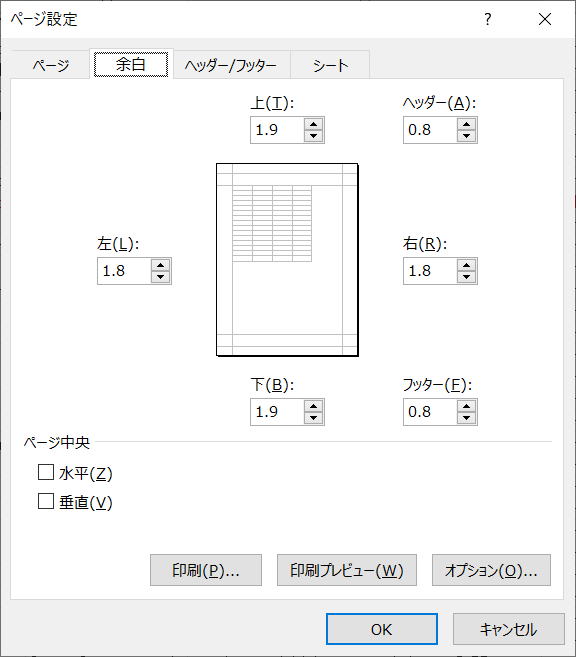 ページ設定 ? ×
ページ 余白 ヘッダー/フッター シート
上(T): ヘッダー(A):
1.9 0.8
左(L): 右(R):
1.8 1.8
下(B): フッター(F):
1.9 0.8
ページ中央
水平(Z)
垂直(V)
印刷(P)... 印刷プレビュー(W) オプション(O)...
OK キャンセル